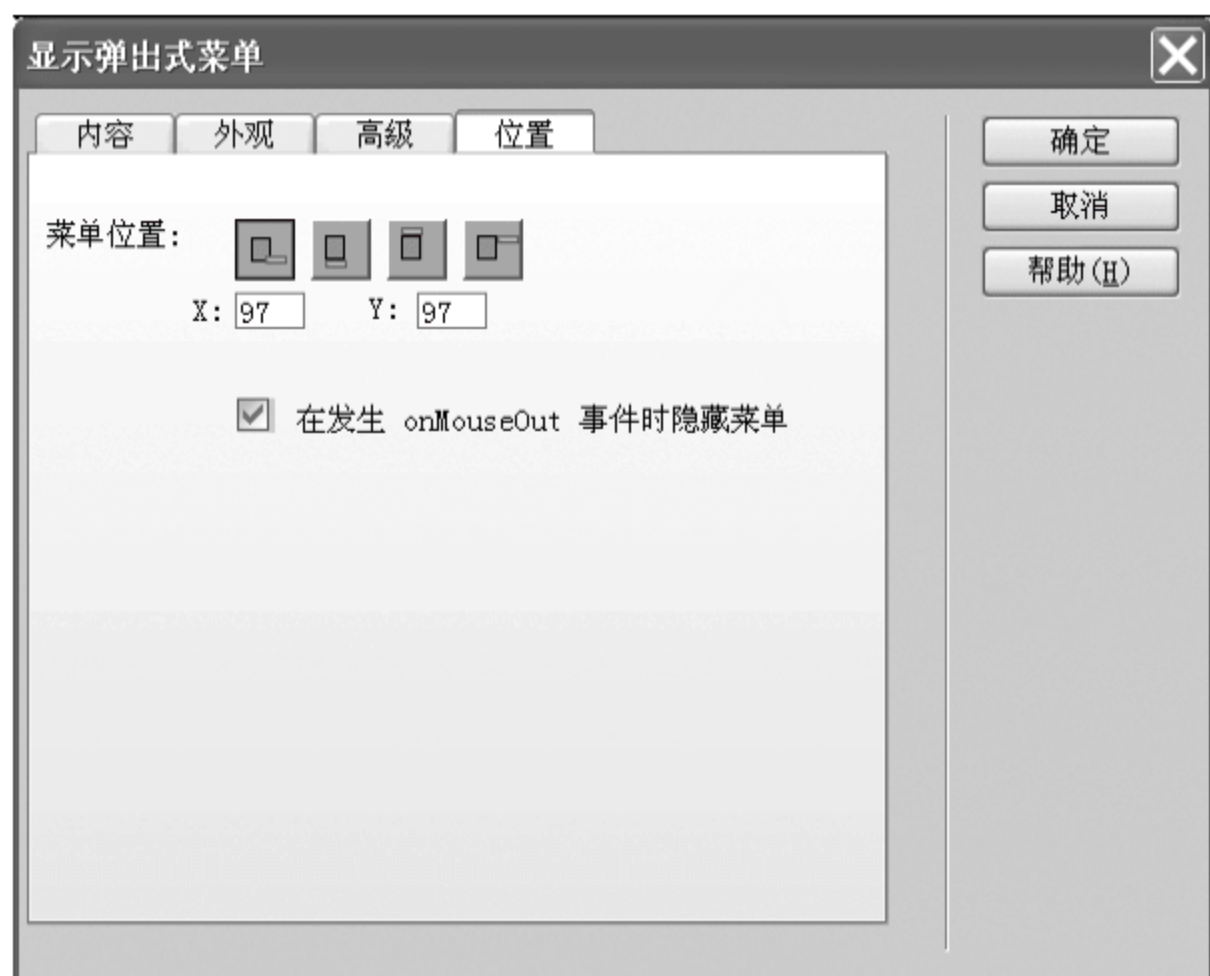 显示弹出式菜单
内容 外观 高级 位置
确定
取消
帮助(H)
菜单位置:
X: 97 Y: 97
在发生 onMouseOut 事件时隐藏菜单